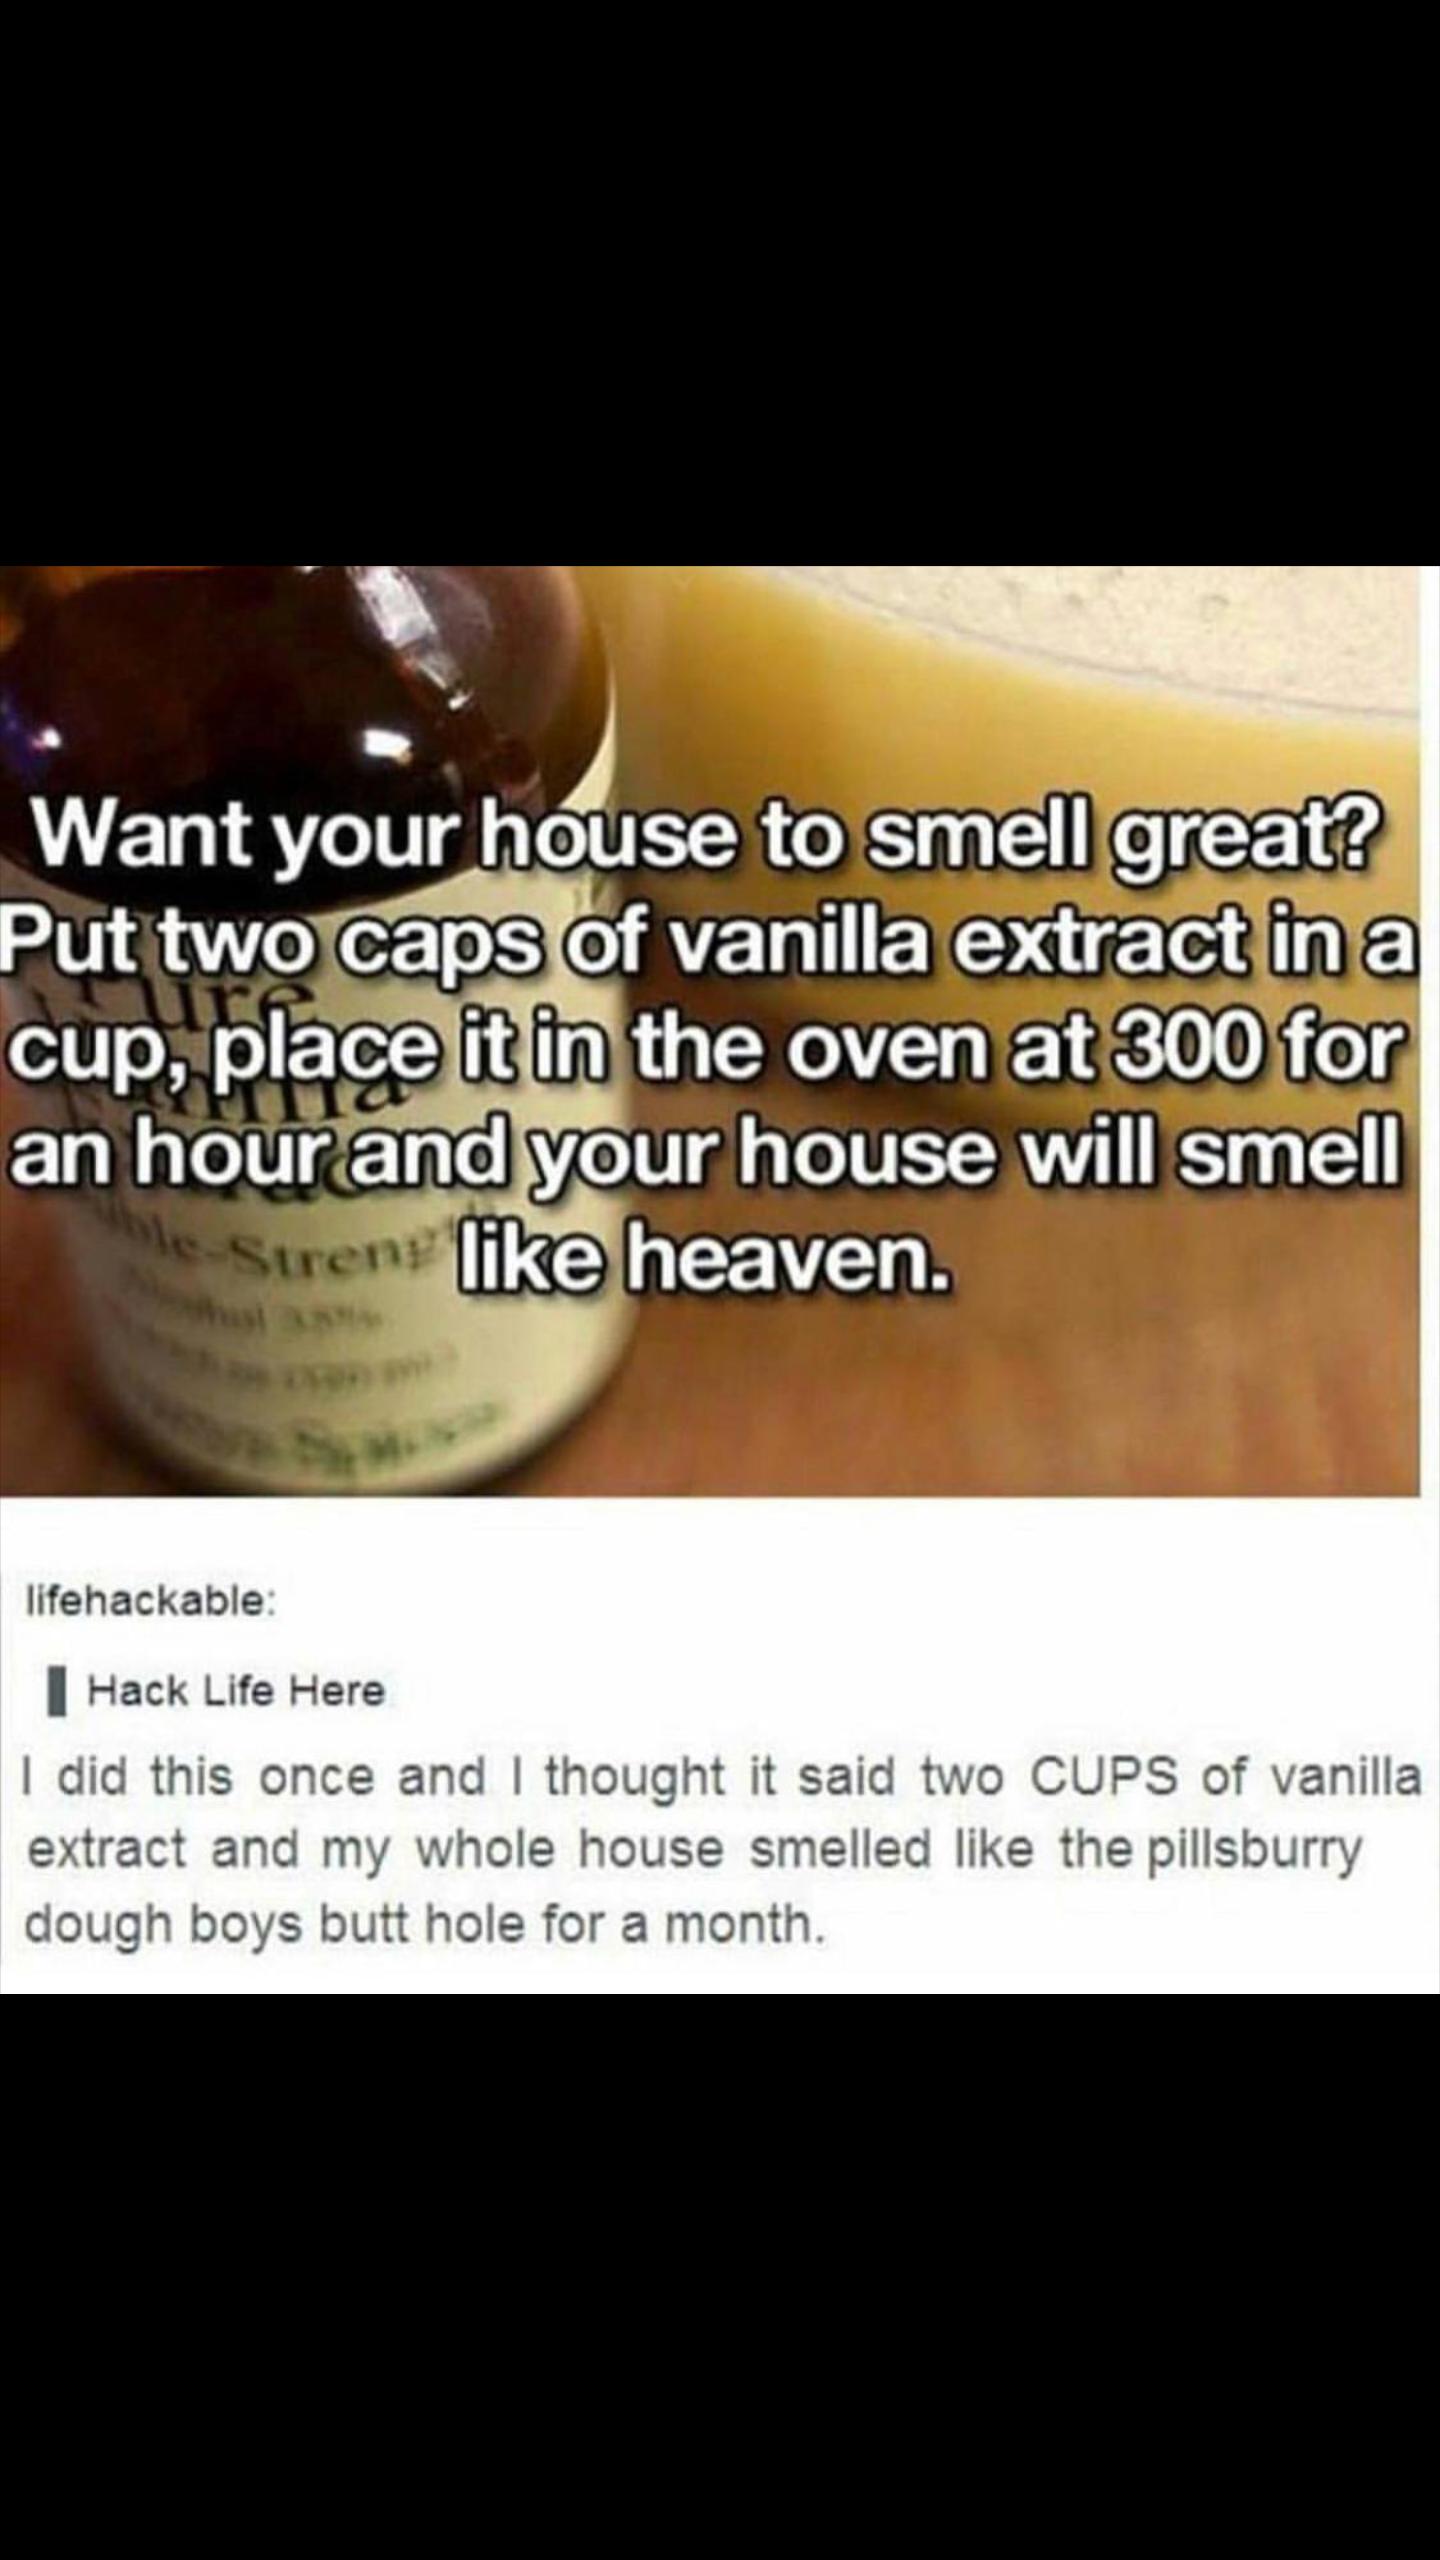 Want your house to smell great?
Put two caps of vanilla extract in a
cup, place it in the oven at 300 for
an hour and your house will smell
like heaven.
Pure
lifehackable:
Hack Life Here
I did this once and I thought it said two CUPS of vanilla
extract and my whole house smelled like the pillsburry
dough boys butt hole for a month.